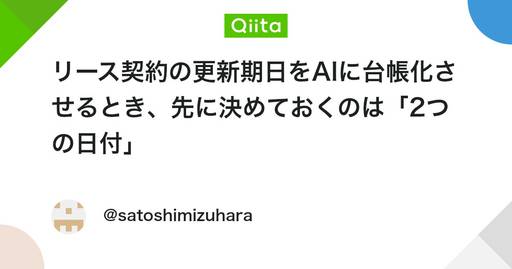 Qiita
リース契約の更新期日をAIに台帳化さ
せるとき、先に決めておくのは「2つ
の日付」
@satoshimizuhara